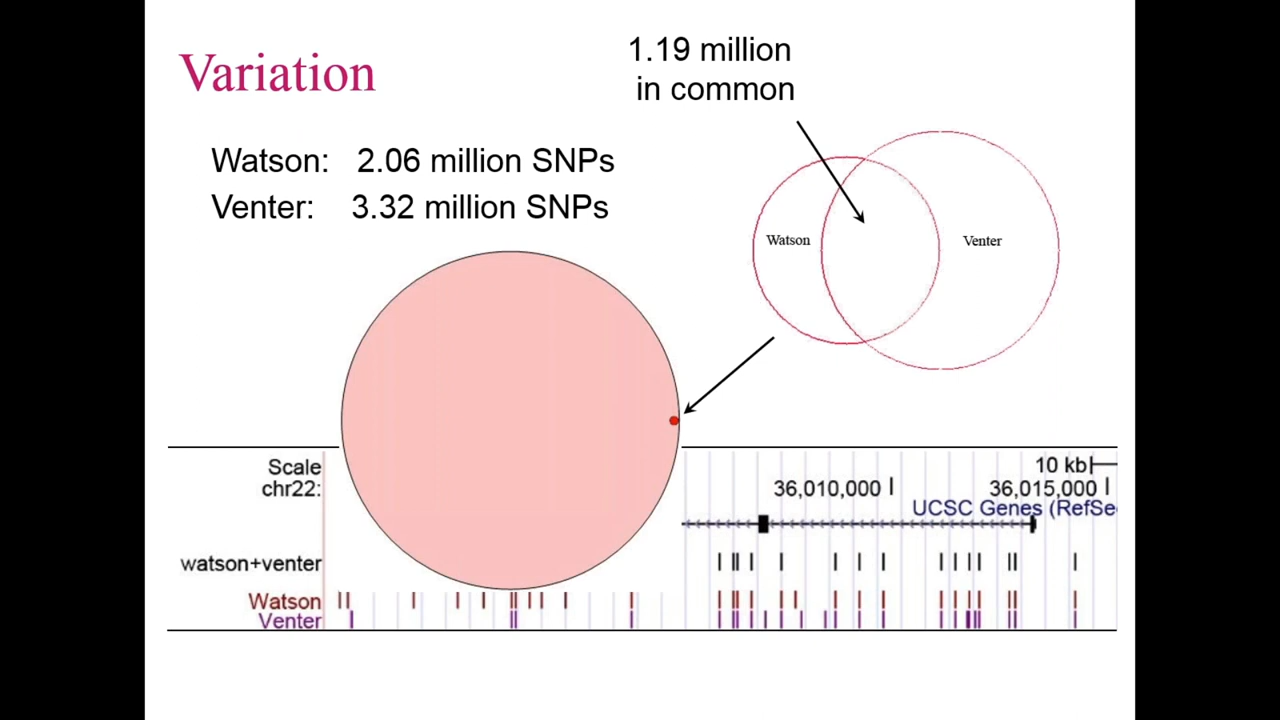 Variation
1.19 million
in common
Watson: 2.06 million SNPs
Venter: 3.32 million SNPs
Watson
Venter
Scale
10 kb
chr22:
36,010,000
36,015,000
UCSC Genes (RefSe
watson+venter
Watson
Venter